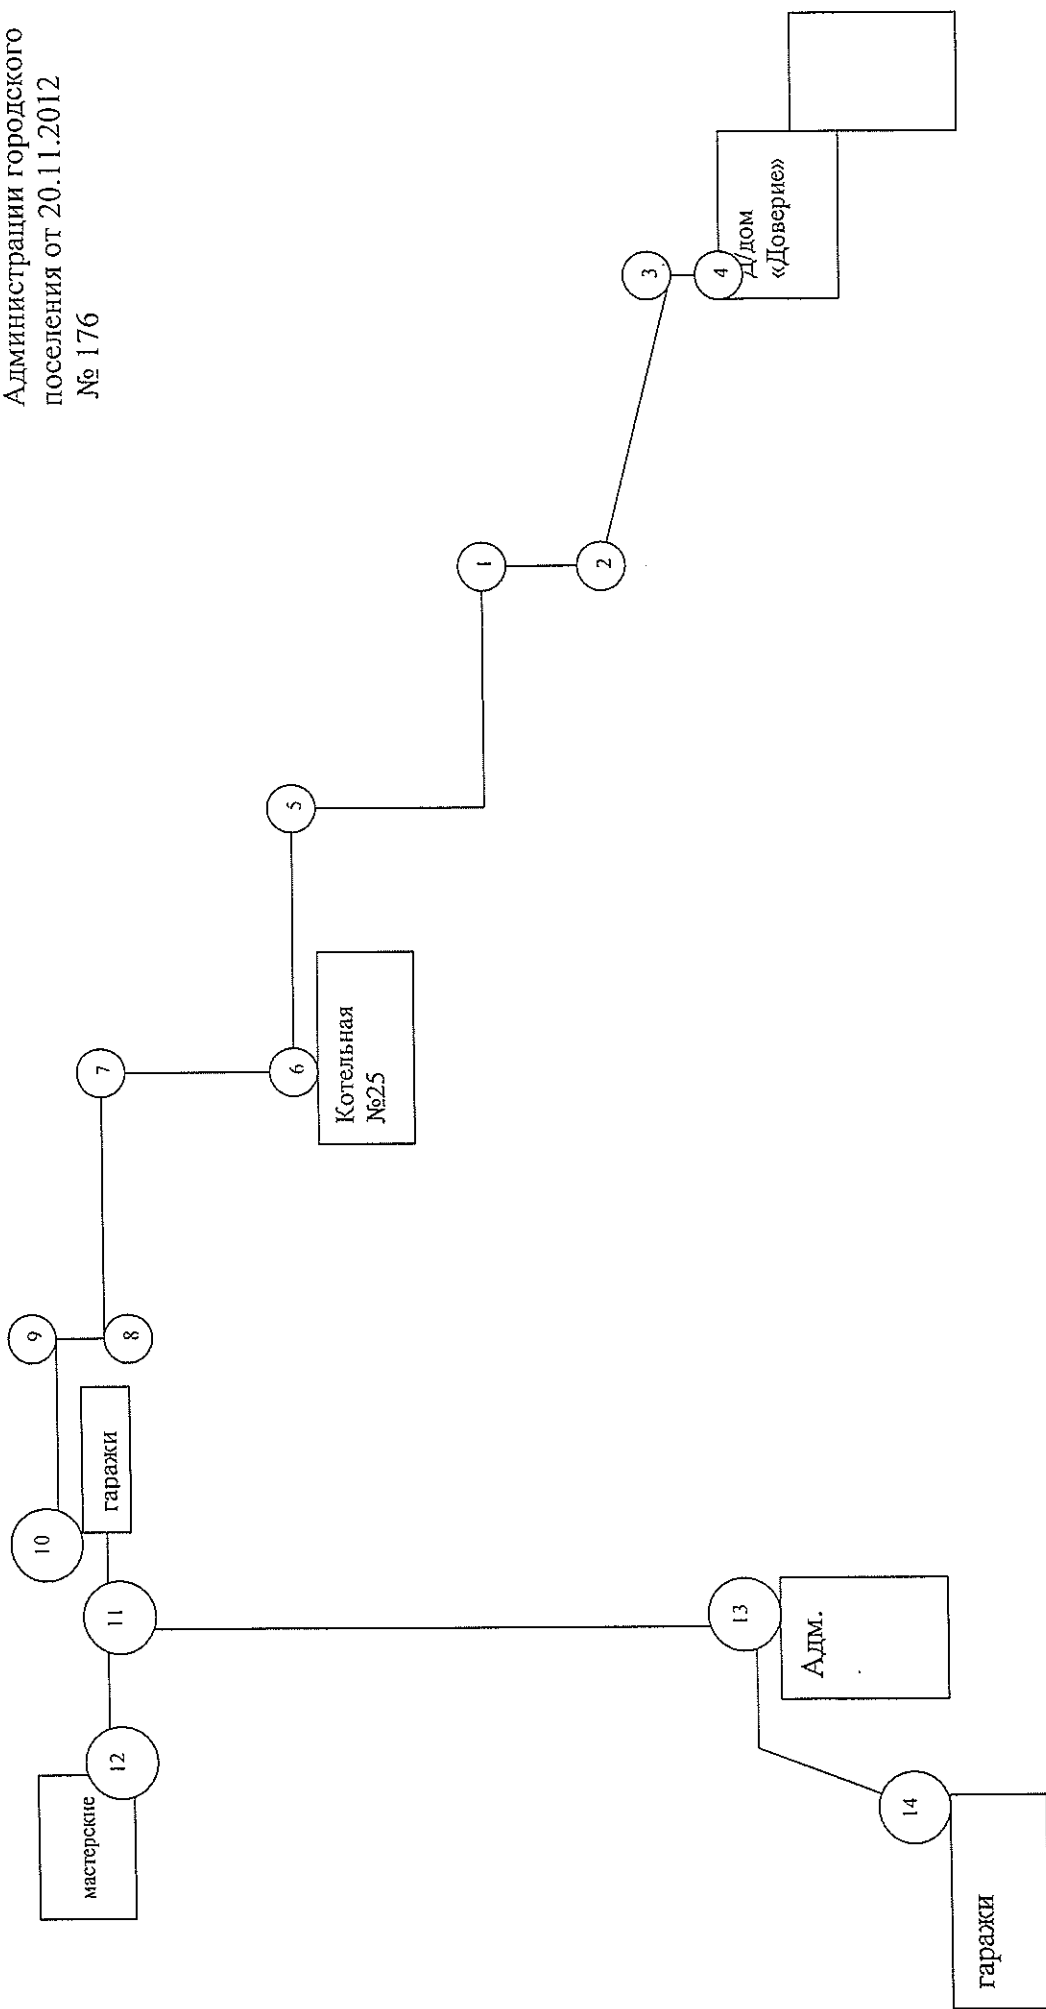 Администрации городского
поселения от 20.11.2012
№ 176
9
10
7
8
гаражи
11
12
мастерские
5
6
Котельная
№25
1
2
3
4
Д/дом
«Доверие»
13
Адм.
14
гаражи